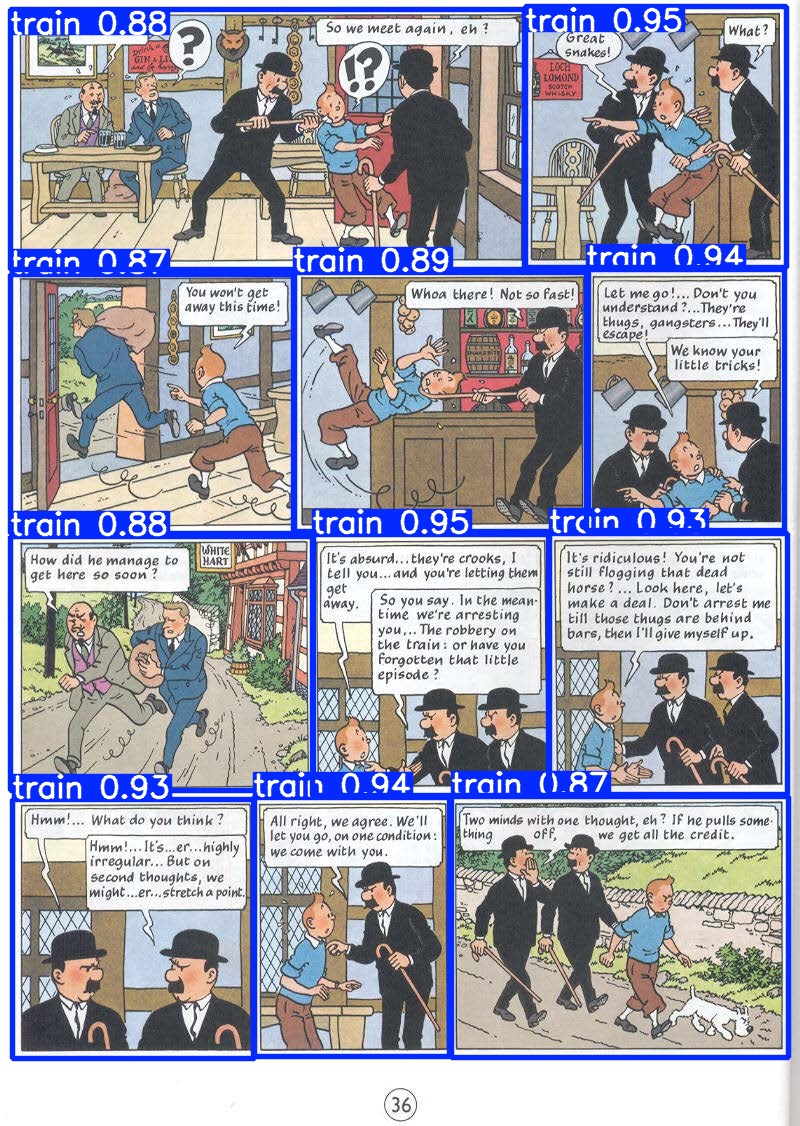 train 0.88
So we meet again, eh?
?
!?
Drink a
GIN & LI
and be happy
train 0.95
Great
snakes!
What?
LOCH
LOMOND
SCOTCH
WHISKY
train 0.87
You won't get
away this time!
train 0.89
Whoa there! Not so fast!
SNAKEBITE
train 0.94
Let me go!... Don't you
understand?...They're
thugs, gangsters...They'll
escape!
We know your
little tricks!
train 0.88
How did he manage to
get here so soon?
WHITE
HART
train 0.95
It's absurd...they're crooks, I
tell you...and you're letting them
get
away.
So you say. In the mean-
time we're arresting
you... The robbery on
the train: or have you
forgotten that little
episode?
train 0.93
It's ridiculous! You're not
still flogging that dead
horse?... Look here, let's
make a deal. Don't arrest me
till those thugs are behind
bars, then I'll give myself up.
train 0.93
Hmm!... What do you think?
Hmm!... It's...er...highly
irregular... But on
second thoughts, we
might...er...stretch a point.
train 0.94
All right, we agree. We'll
let you go, on one condition:
we come with you.
train 0.87
Two minds with one thought, eh? If he pulls some-
thing off, we get all the credit.
36